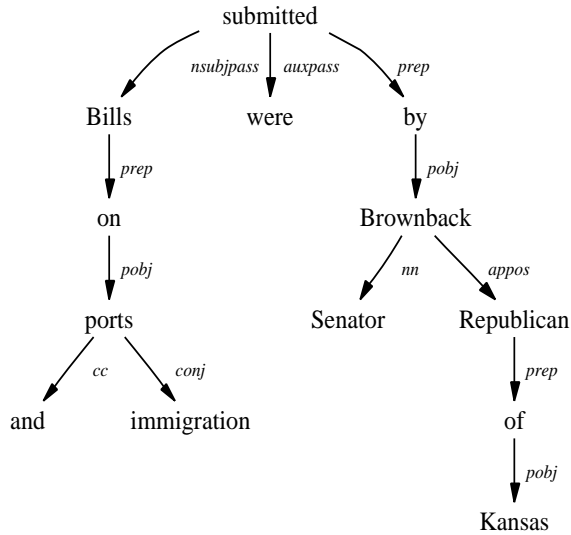 submitted
nsubjpass auxpass prep
Bills were by
prep pobj
on Brownback
pobj nn appos
ports Senator Republican
cc conj prep
and immigration of
pobj
Kansas